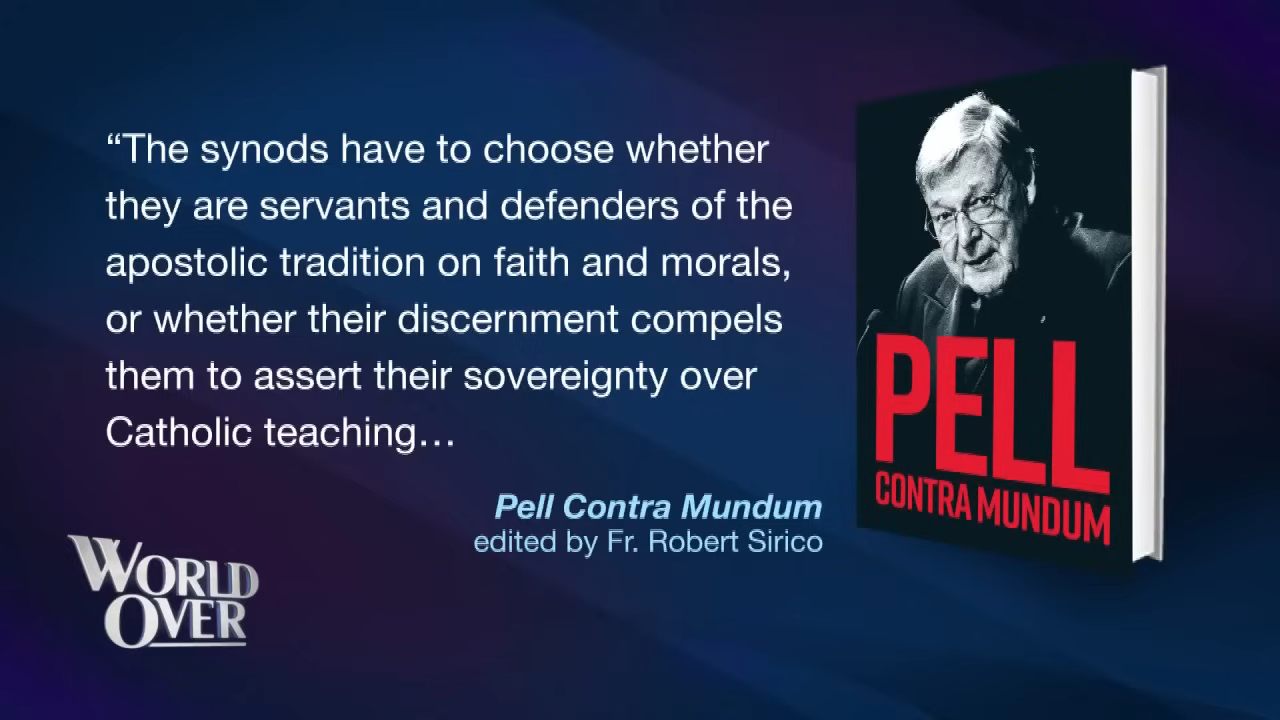 “The synods have to choose whether
they are servants and defenders of the
apostolic tradition on faith and morals,
or whether their discernment compels
them to assert their sovereignty over
Catholic teaching…
Pell Contra Mundum
edited by Fr. Robert Sirico
PELL
CONTRA MUNDUM
WORLD
OVER